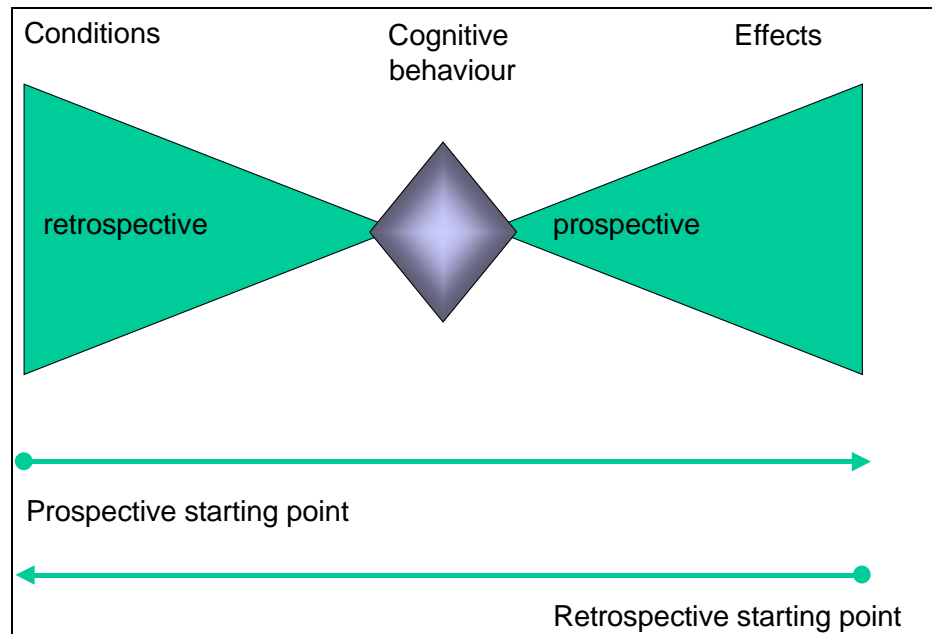 Conditions
Cognitive
behaviour
Effects
retrospective
prospective
Prospective starting point
Retrospective starting point